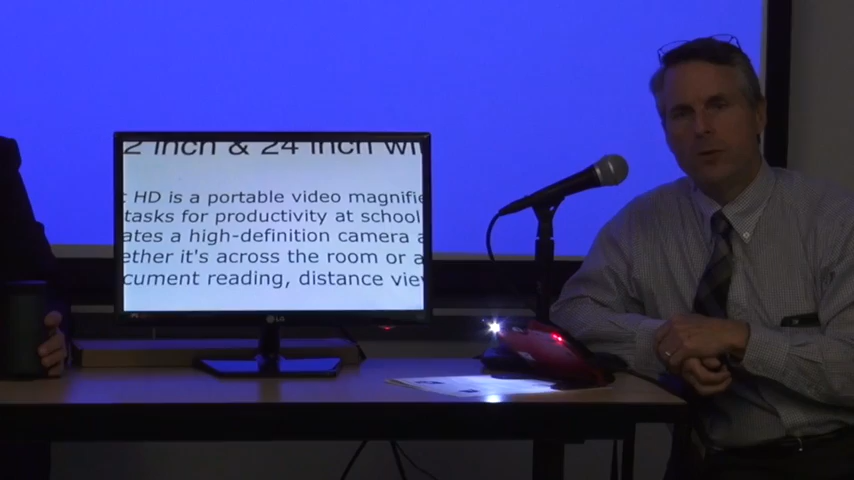 2 inch & 24 inch wi
t HD is a portable video magnifie
tasks for productivity at school
ates a high-definition camera a
ether it's across the room or a
cument reading, distance vie
LG